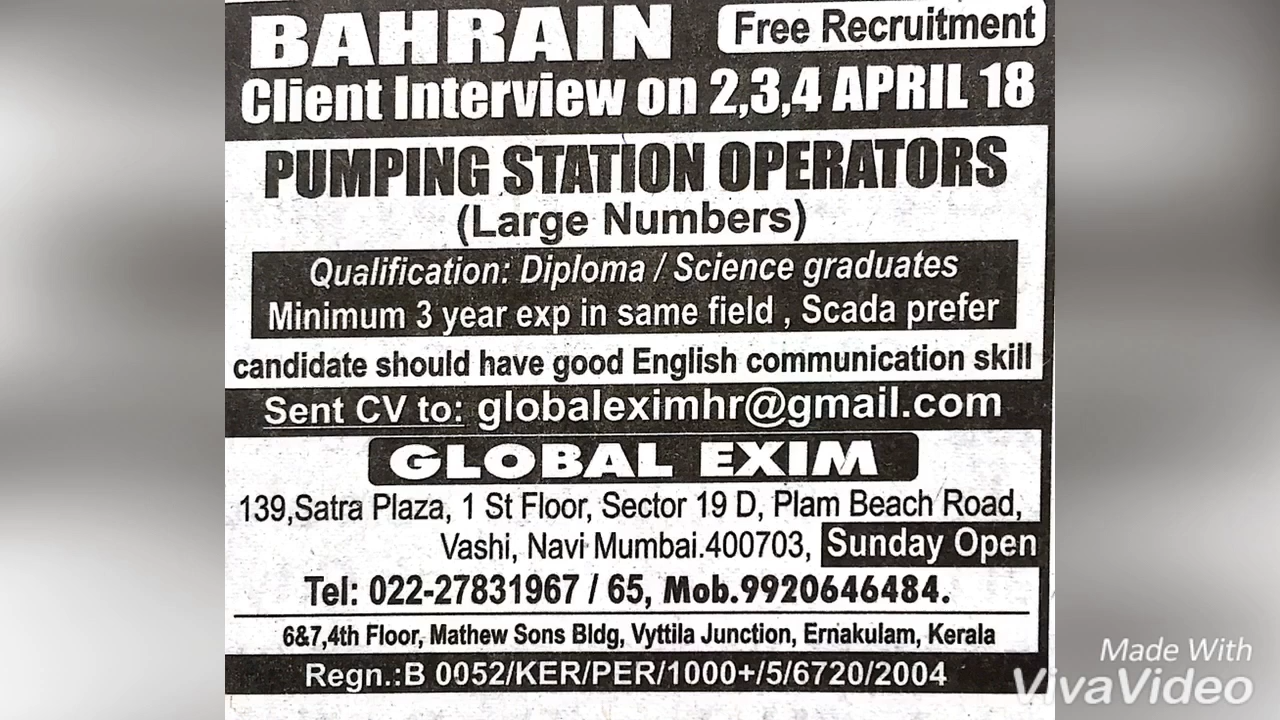 BAHRAIN Free Recruitment
Client Interview on 2,3,4 APRIL 18
PUMPING STATION OPERATORS
(Large Numbers)
Qualification: Diploma / Science graduates
Minimum 3 year exp in same field , Scada prefer
candidate should have good English communication skill
Sent CV to: globaleximhr@gmail.com
GLOBAL EXIM
139,Satra Plaza, 1 St Floor, Sector 19 D, Plam Beach Road,
Vashi, Navi Mumbai.400703, Sunday Open
Tel: 022-27831967 / 65, Mob.9920646484.
6&7,4th Floor, Mathew Sons Bldg, Vyttila Junction, Ernakulam, Kerala
Regn.:B 0052/KER/PER/1000+/5/6720/2004
Made With
VivaVideo